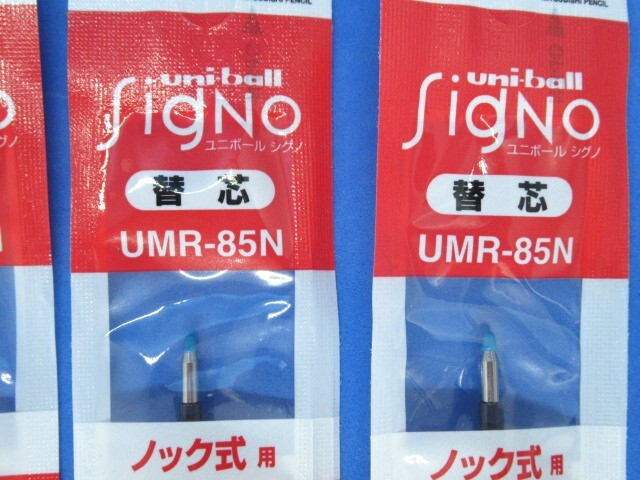 uni-ball
SigNo
ユニボール シグノ
替芯
UMR-85N
ノック式 用
MITSUBISHI PENCIL
uni-ball
SigNo
ユニボール シグノ
替芯
UMR-85N
ノック式 用